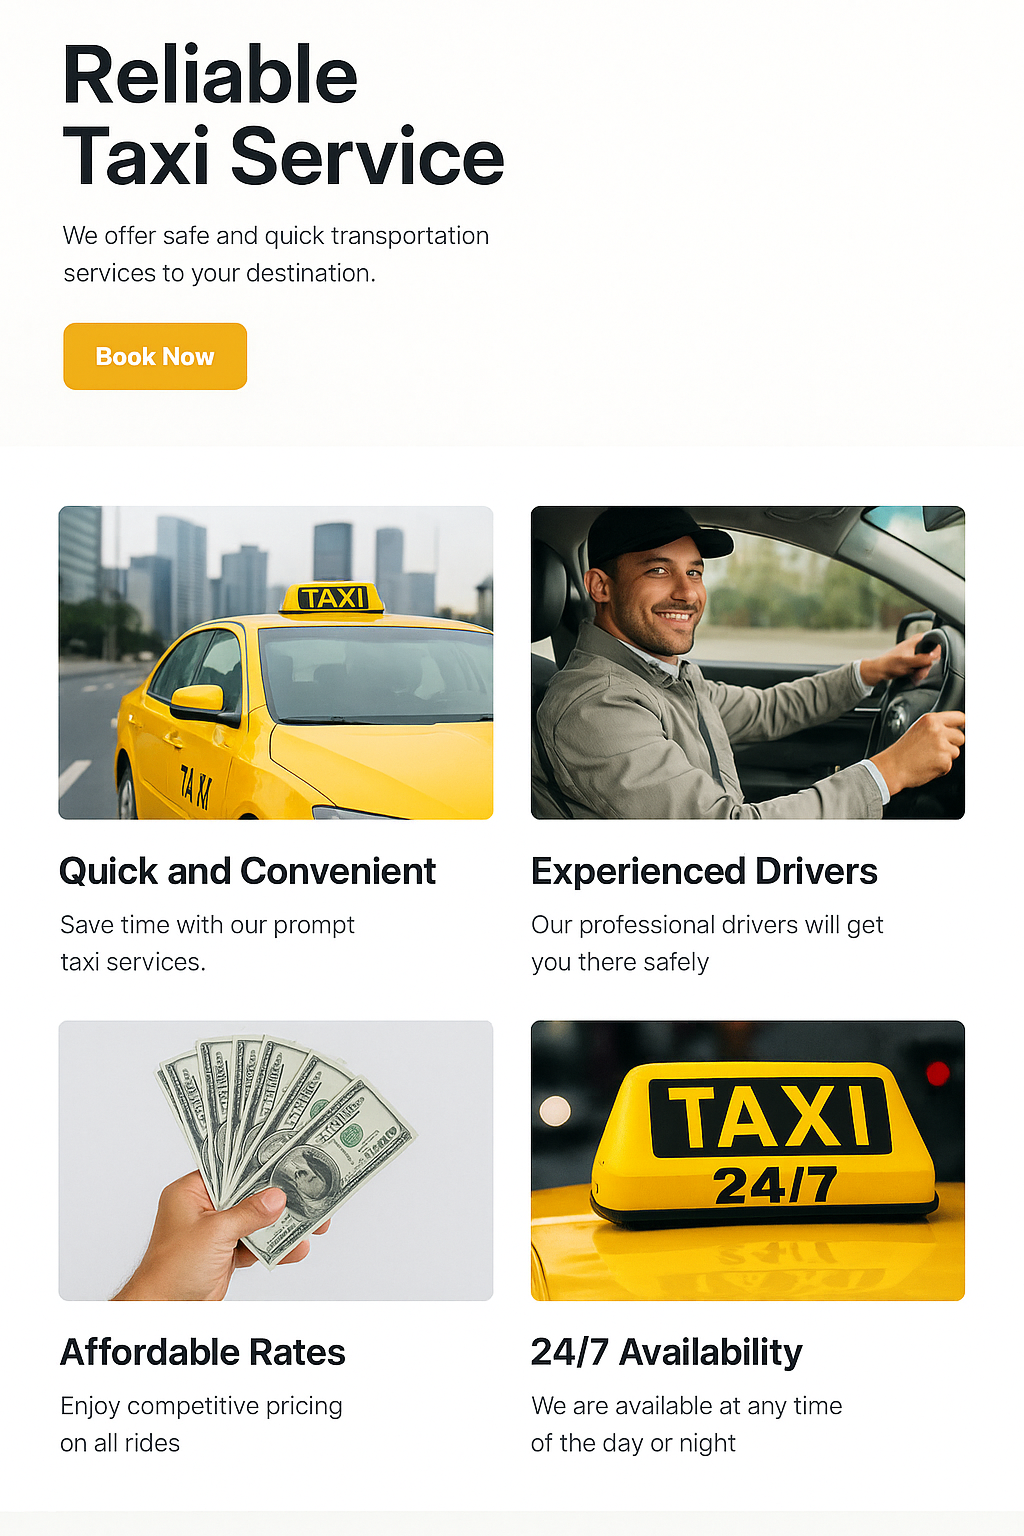 Reliable
Taxi Service
We offer safe and quick transportation
services to your destination.
Book Now
TAXI
TAXI
Quick and Convenient
Save time with our prompt
taxi services.
Experienced Drivers
Our professional drivers will get
you there safely
TAXI
24/7
Affordable Rates
Enjoy competitive pricing
on all rides
24/7 Availability
We are available at any time
of the day or night